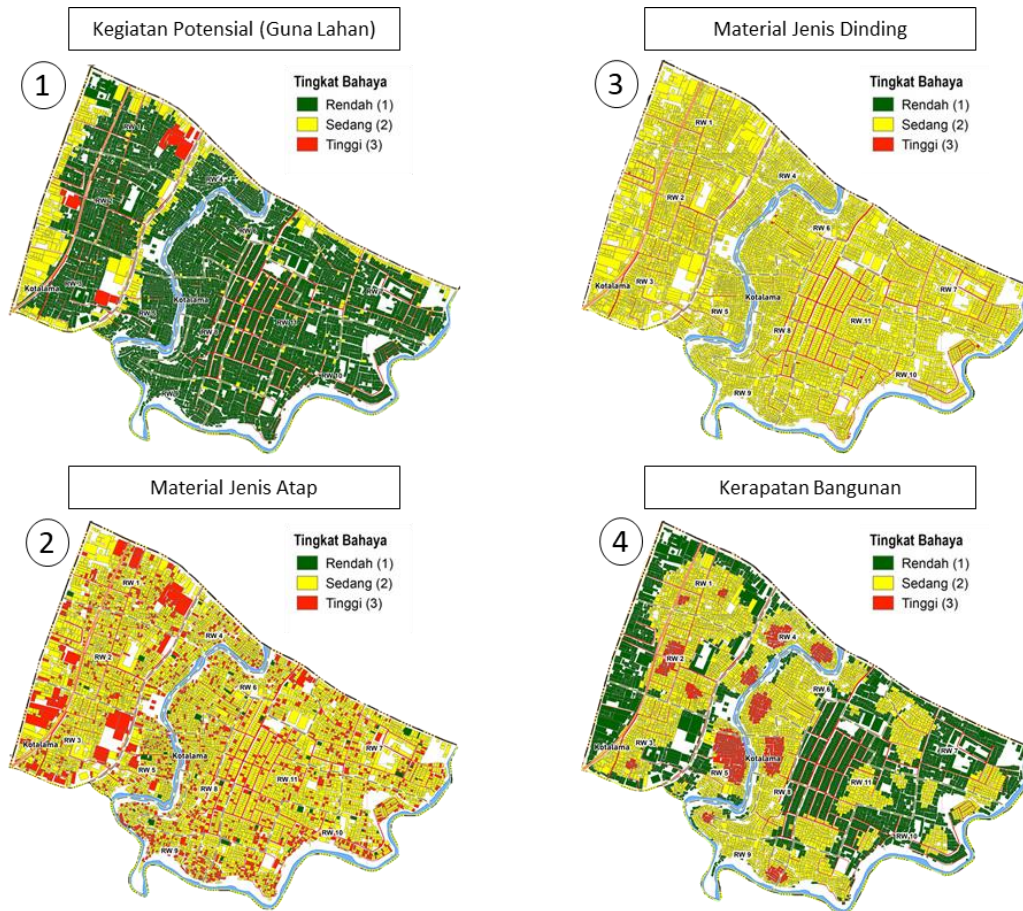 Kegiatan Potensial (Guna Lahan)
1
Tingkat Bahaya
Rendah (1)
Sedang (2)
Tinggi (3)
RW 1
RW 4
RW 2
RW 3
Kotalama
RW 5
Kotalama
RW 6
RW 7
RW 8
RW 11
RW 10
RW 9
Material Jenis Dinding
3
Tingkat Bahaya
Rendah (1)
Sedang (2)
Tinggi (3)
RW 1
RW 4
RW 2
RW 6
RW 3
Kotalama
RW 7
Kotalama
RW 5
RW 8
RW 11
RW 10
RW 9
Material Jenis Atap
2
Tingkat Bahaya
Rendah (1)
Sedang (2)
Tinggi (3)
RW 1
RW 4
RW 2
RW 6
RW 3
Kotalama
RW 7
Kotalama
RW 5
RW 8
RW 11
RW 10
RW 9
Kerapatan Bangunan
4
Tingkat Bahaya
Rendah (1)
Sedang (2)
Tinggi (3)
RW 1
RW 4
RW 2
RW 6
RW 3
Kotalama
RW 7
Kotalama
RW 5
RW 8
RW 11
RW 10
RW 9